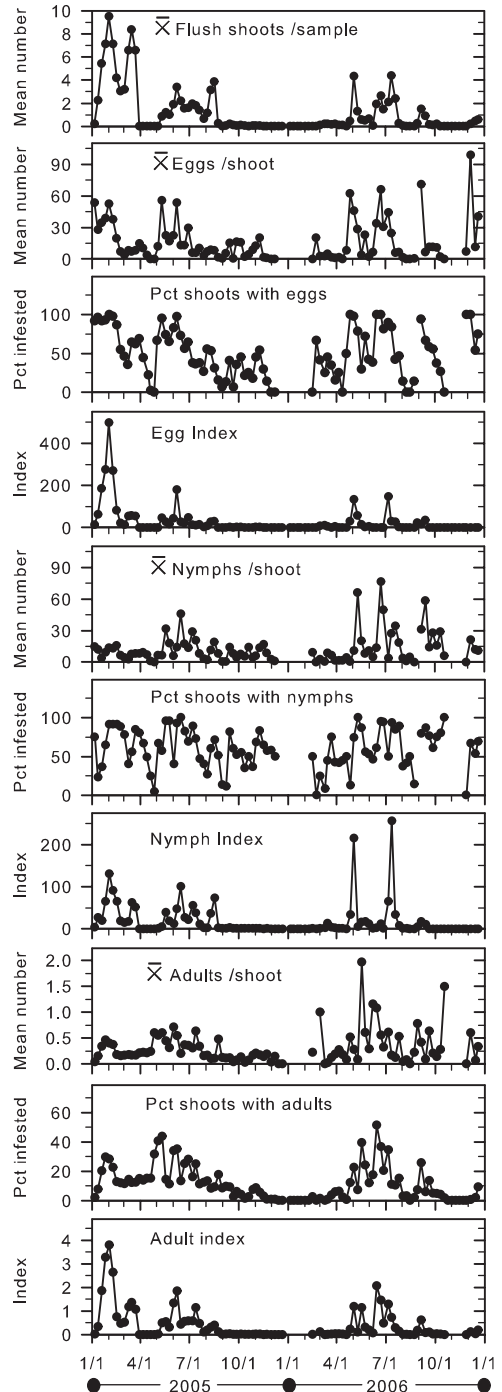 10
8
6
4
2
0
Mean number
X̄ Flush shoots /sample
90
60
30
0
Mean number
X̄ Eggs /shoot
100
50
0
Pct infested
Pct shoots with eggs
400
200
0
Index
Egg Index
90
60
30
0
Mean number
X̄ Nymphs /shoot
100
50
0
Pct infested
Pct shoots with nymphs
200
100
0
Index
Nymph Index
2.0
1.5
1.0
0.5
0.0
Mean number
X̄ Adults /shoot
60
40
20
0
Pct infested
Pct shoots with adults
4
3
2
1
0
Index
Adult index
1/1 4/1 7/1 10/1 1/1 4/1 7/1 10/1 1/1
2005 2006